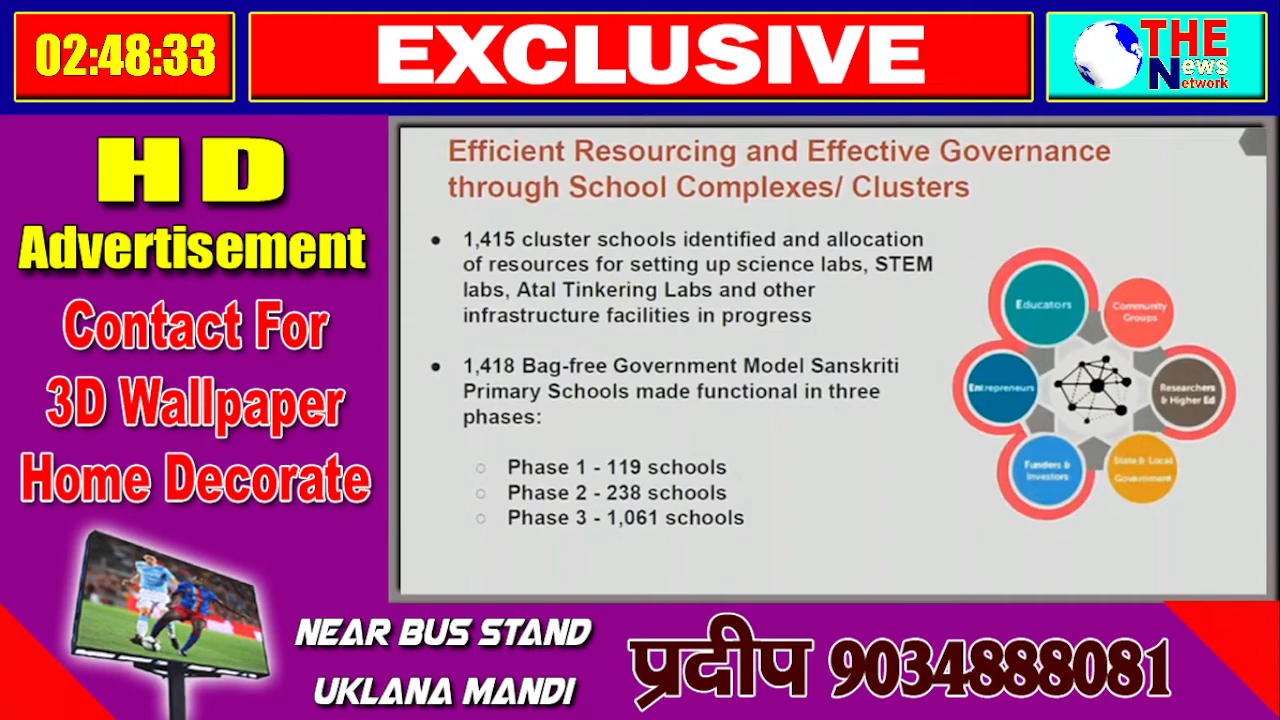 02:48:33
EXCLUSIVE
THE
News
Network
HD
Advertisement
Contact For
3D Wallpaper
Home Decorate
Efficient Resourcing and Effective Governance
through School Complexes/ Clusters
1,415 cluster schools identified and allocation
of resources for setting up science labs, STEM
labs, Atal Tinkering Labs and other
infrastructure facilities in progress
1,418 Bag-free Government Model Sanskriti
Primary Schools made functional in three
phases:
Phase 1 - 119 schools
Phase 2 - 238 schools
Phase 3 - 1,061 schools
Educators
Community
Groups
Entrepreneurs
Researchers
& Higher Ed
Funders &
Investors
State & Local
Government
NEAR BUS STAND
UKLANA MANDI
प्रदीप 9034888081